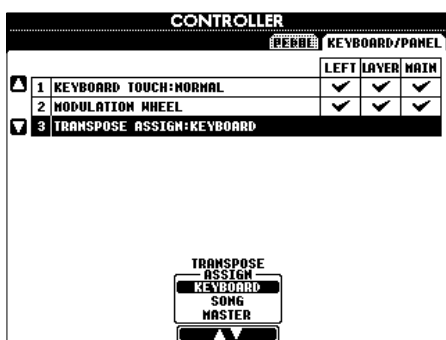 CONTROLLER
PEDAL KEYBOARD/PANEL
LEFT LAYER MAIN
1 KEYBOARD TOUCH:NORMAL
2 MODULATION WHEEL
3 TRANSPOSE ASSIGN:KEYBOARD
TRANSPOSE
ASSIGN
KEYBOARD
SONG
MASTER